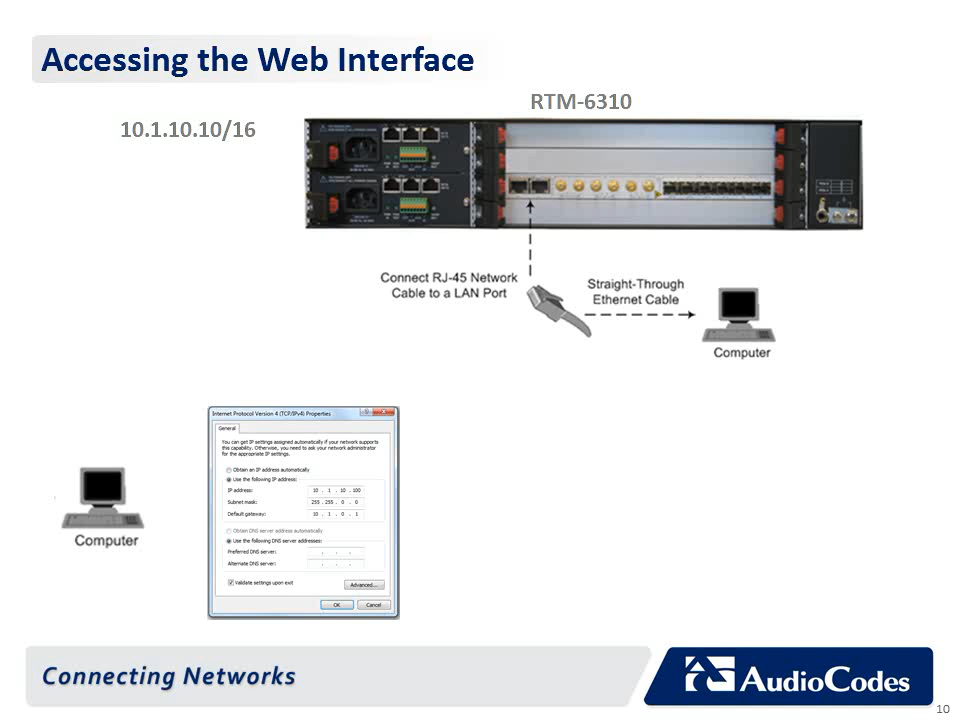 Accessing the Web Interface
RTM-6310
10.1.10.10/16
Connect RJ-45 Network
Cable to a LAN Port
Straight-Through
Ethernet Cable
Computer
Internet Protocol Version 4 (TCP/IPv4) Properties
General
You can get IP settings assigned automatically if your network supports
this capability. Otherwise, you need to ask your network administrator
for the appropriate IP settings.
Obtain an IP address automatically
Use the following IP address:
IP address: 10 . 1 . 10 . 100
Subnet mask: 255 . 255 . 0 . 0
Default gateway: 10 . 1 . 0 . 1
Obtain DNS server address automatically
Use the following DNS server addresses:
Preferred DNS server: . . .
Alternate DNS server: . . .
Validate settings upon exit
Advanced...
OK
Cancel
Computer
Connecting Networks
AudioCodes
10